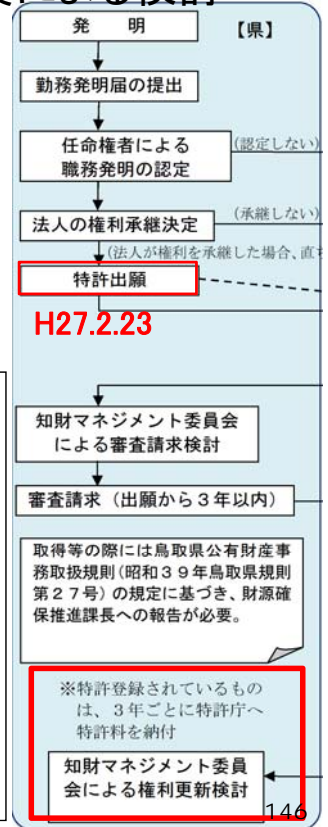 による検討
発　明
【県】
勤務発明届の提出
任命権者による
職務発明の認定
(認定しない)
法人の権利承継決定
(承継しない)
(法人が権利を承継した場合、直ち
特許出願
H27.2.23
知財マネジメント委員会
による審査請求検討
審査請求（出願から３年以内）
取得等の際には鳥取県公有財産事
務取扱規則(昭和３９年鳥取県規則
第２７号）の規定に基づき、財源確
保推進課長への報告が必要。
※特許登録されているもの
は、３年ごとに特許庁へ
特許料を納付
知財マネジメント委員
会による権利更新検討
146